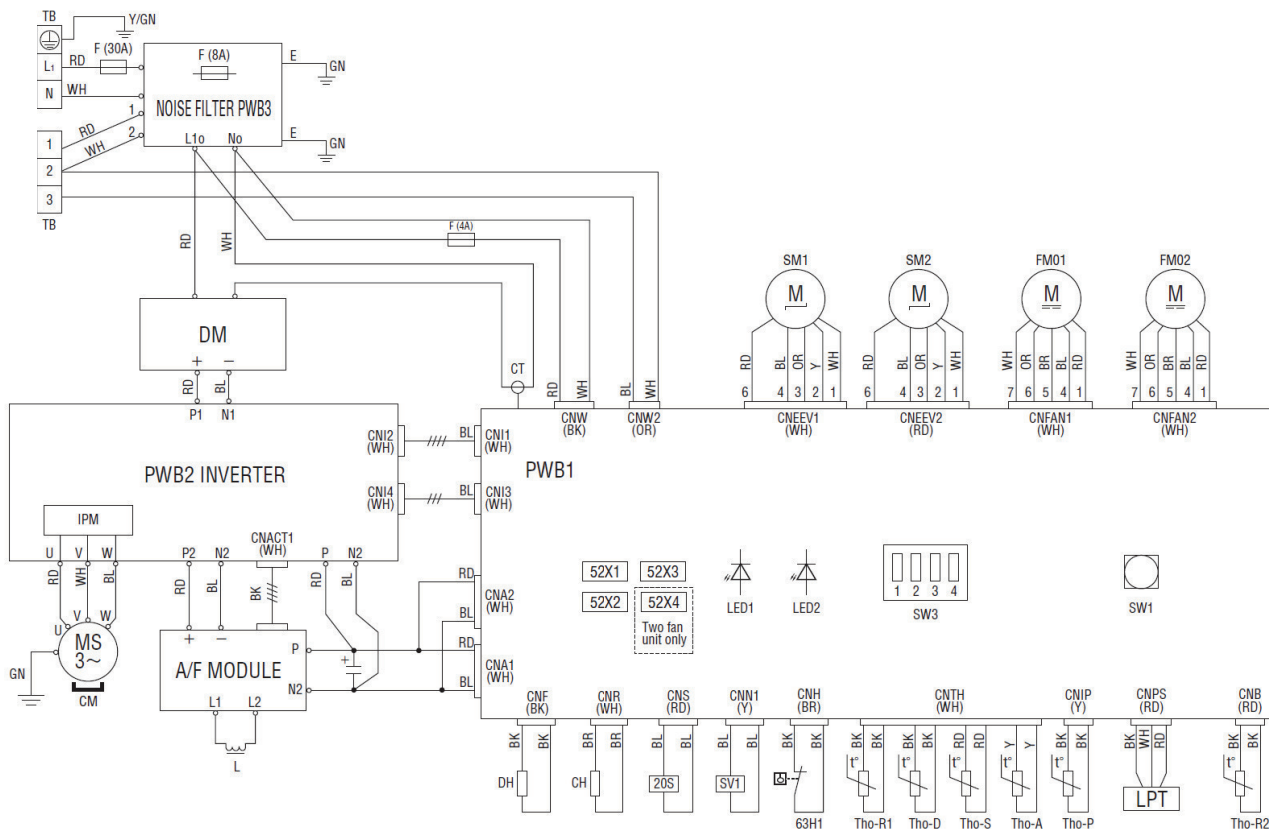 TB
Y/GN
L1
RD
F (30A)
F (8A)
E
GN
N
WH
NOISE FILTER PWB3
1
2
RD
WH
1
2
3
TB
L1o
No
E
GN
RD
WH
F (4A)
DM
+
−
RD
BL
P1
N1
CT
RD
WH
BL
WH
CNW
(BK)
CNW2
(OR)
SM1
M
RD
BL
OR
Y
WH
6
4
3
2
1
CNEEV1
(WH)
SM2
M
RD
BL
OR
Y
WH
6
4
3
2
1
CNEEV2
(RD)
FM01
M
WH
OR
BR
BL
RD
7
6
5
4
1
CNFAN1
(WH)
FM02
M
WH
OR
BR
BL
RD
7
6
5
4
1
CNFAN2
(WH)
PWB2 INVERTER
CNI2
(WH)
BL
CNI1
(WH)
CNI4
(WH)
BL
CNI3
(WH)
PWB1
IPM
U
V
W
P2
N2
CNACT1
(WH)
P
N2
RD
WH
BL
RD
BL
BK
RD
BL
U
V
W
MS
3~
GN
CM
+
−
A/F MODULE
P
N2
L1
L2
L
+
RD
CNA2
(WH)
BL
RD
CNA1
(WH)
BL
52X1
52X3
52X2
52X4
Two fan
unit only
LED1
LED2
1
2
3
4
SW3
SW1
CNF
(BK)
CNR
(WH)
CNS
(RD)
CNN1
(Y)
CNH
(BR)
CNTH
(WH)
CNIP
(Y)
CNPS
(RD)
CNB
(RD)
BK
BK
BR
BR
BL
BL
BL
BL
BK
BK
BK
BK
BK
BK
RD
RD
Y
Y
BK
BK
BK
WH
RD
BK
BK
DH
CH
20S
SV1
t°
t°
t°
t°
t°
LPT
t°
63H1
Tho-R1
Tho-D
Tho-S
Tho-A
Tho-P
Tho-R2